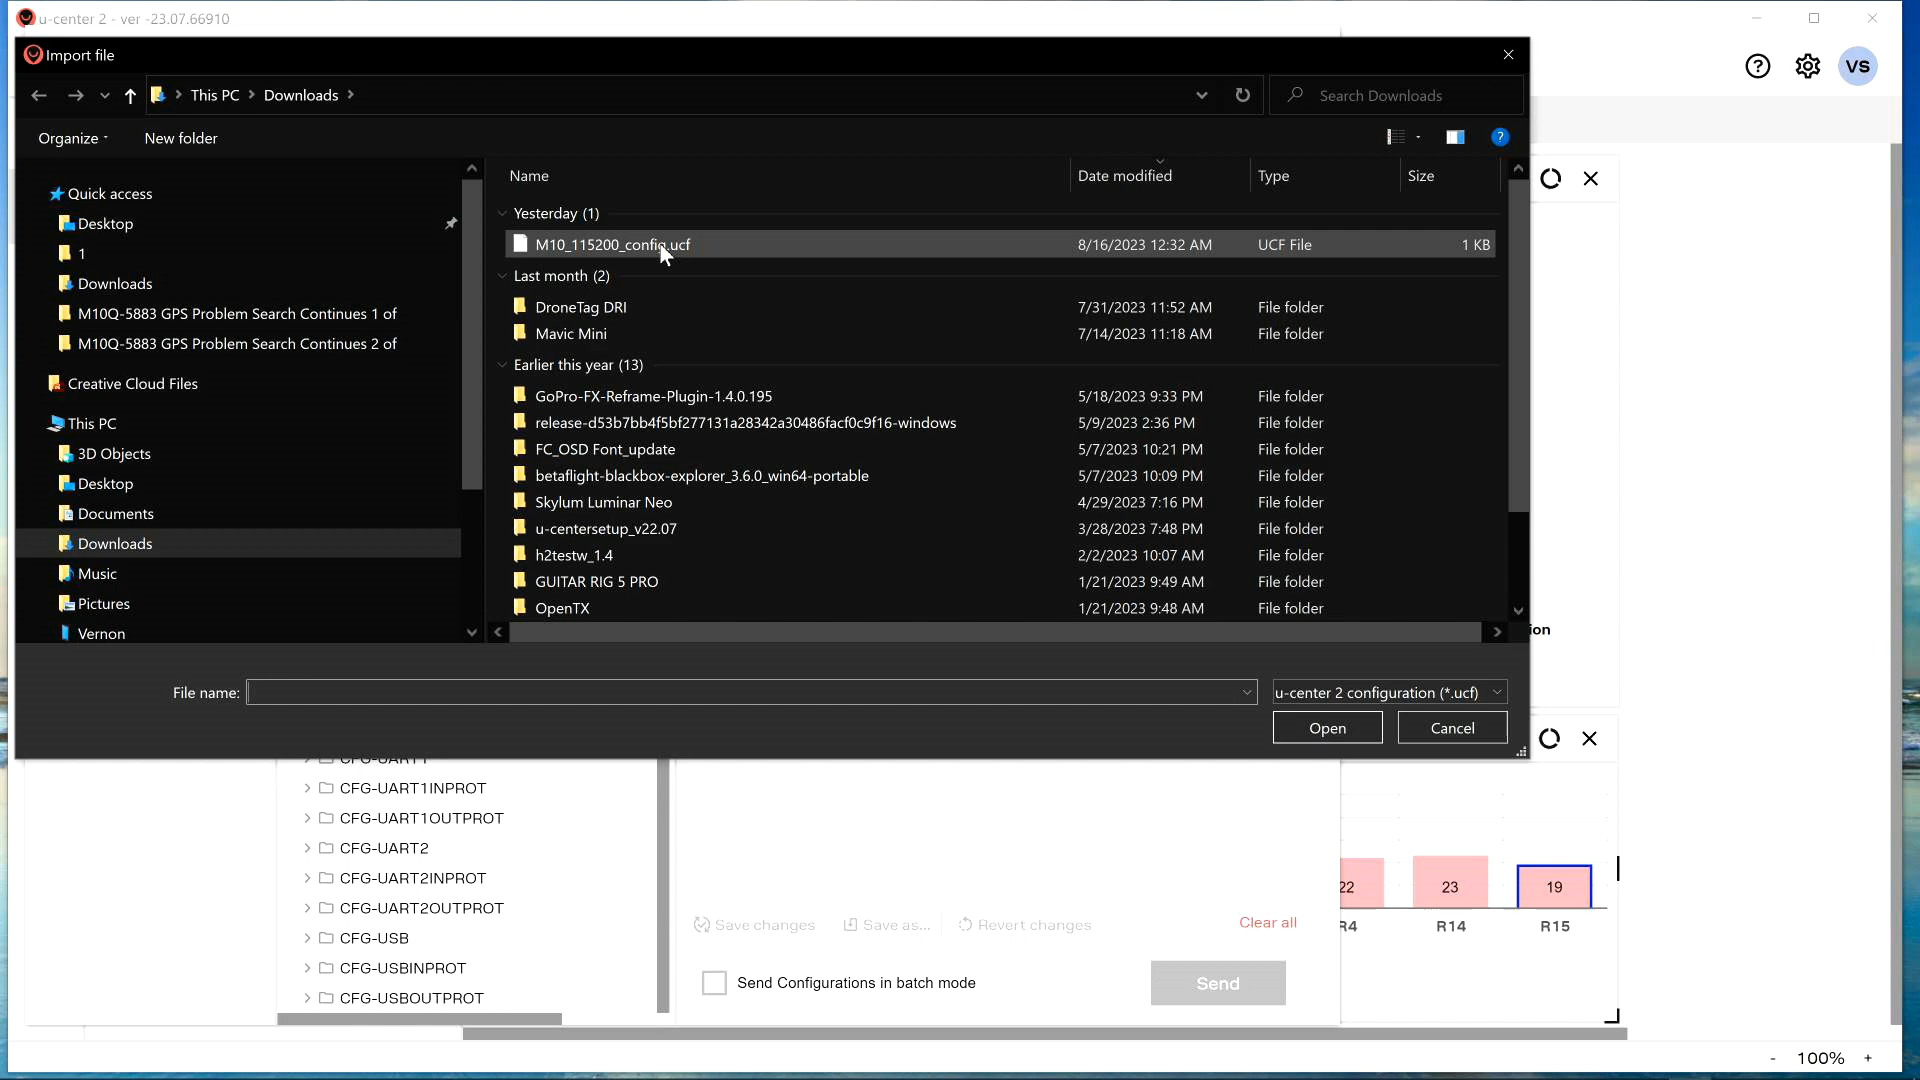 u-center 2 - ver -23.07.66910
Import file
VS
This PC > Downloads >
Search Downloads
Organize
New folder
Name
Date modified
Type
Size
Quick access
Desktop
1
Downloads
M10Q-5883 GPS Problem Search Continues 1 of
M10Q-5883 GPS Problem Search Continues 2 of
Creative Cloud Files
This PC
3D Objects
Desktop
Documents
Downloads
Music
Pictures
Vernon
Yesterday (1)
M10_115200_config.ucf 8/16/2023 12:32 AM UCF File 1 KB
Last month (2)
DroneTag DRI 7/31/2023 11:52 AM File folder
Mavic Mini 7/14/2023 11:18 AM File folder
Earlier this year (13)
GoPro-FX-Reframe-Plugin-1.4.0.195 5/18/2023 9:33 PM File folder
release-d53b7bb4f5bf277131a28342a30486facf0c9f16-windows 5/9/2023 2:36 PM File folder
FC_OSD Font_update 5/7/2023 10:21 PM File folder
betaflight-blackbox-explorer_3.6.0_win64-portable 5/7/2023 10:09 PM File folder
Skylum Luminar Neo 4/29/2023 7:16 PM File folder
u-centersetup_v22.07 3/28/2023 7:48 PM File folder
h2testw_1.4 2/2/2023 10:07 AM File folder
GUITAR RIG 5 PRO 1/21/2023 9:49 AM File folder
OpenTX 1/21/2023 9:48 AM File folder
ion
File name:
u-center 2 configuration (*.ucf)
Open
Cancel
CFG-UART1
CFG-UART1INPROT
CFG-UART1OUTPROT
CFG-UART2
CFG-UART2INPROT
CFG-UART2OUTPROT
CFG-USB
CFG-USBINPROT
CFG-USBOUTPROT
Save changes
Save as...
Revert changes
Clear all
Send Configurations in batch mode
Send
22 23 19
R4 R14 R15
- 100% +